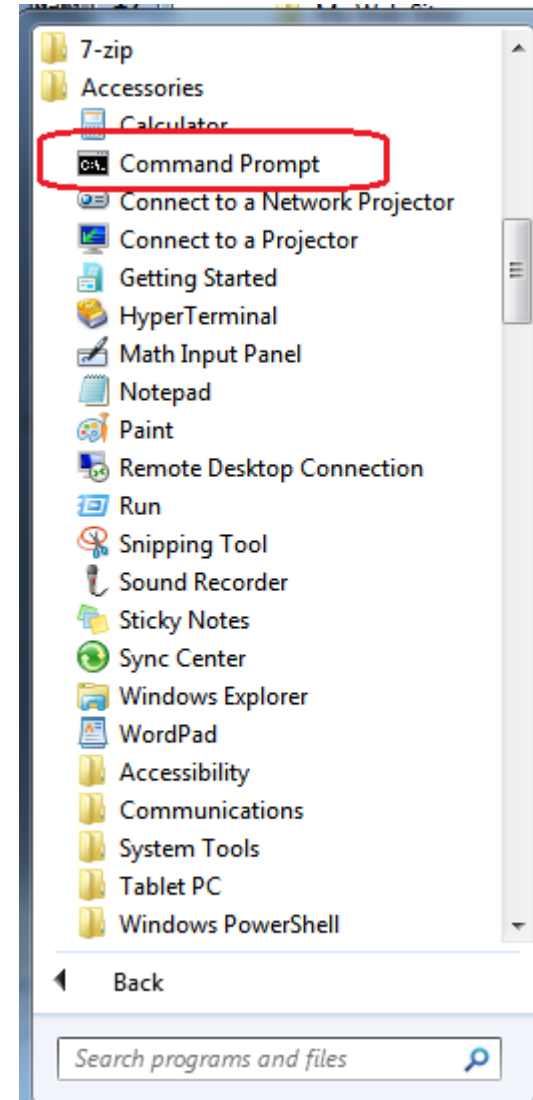 7-zip
Accessories
Calculator
Command Prompt
Connect to a Network Projector
Connect to a Projector
Getting Started
HyperTerminal
Math Input Panel
Notepad
Paint
Remote Desktop Connection
Run
Snipping Tool
Sound Recorder
Sticky Notes
Sync Center
Windows Explorer
WordPad
Accessibility
Communications
System Tools
Tablet PC
Windows PowerShell
Back
Search programs and files